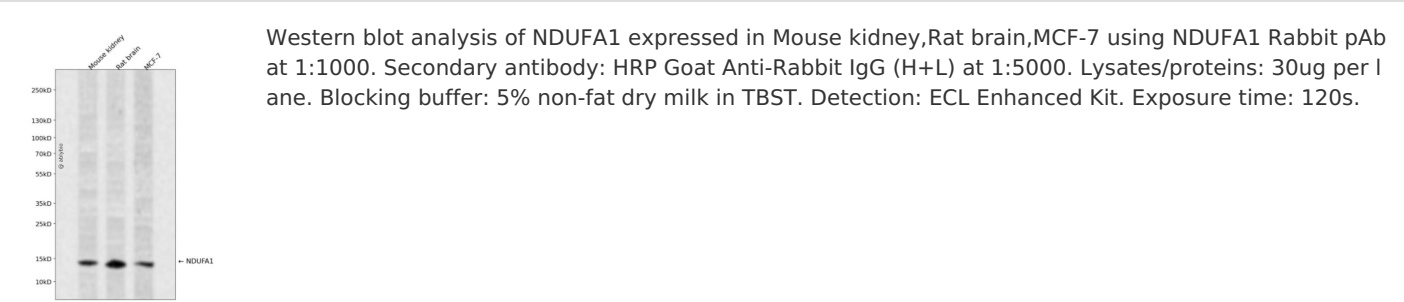 Mouse kidney
Rat brain
MCF-7
250kD
130kD
100kD
70kD
55kD
35kD
25kD
15kD
10kD
← NDUFA1
Western blot analysis of NDUFA1 expressed in Mouse kidney,Rat brain,MCF-7 using NDUFA1 Rabbit pAb
at 1:1000. Secondary antibody: HRP Goat Anti-Rabbit IgG (H+L) at 1:5000. Lysates/proteins: 30ug per l
ane. Blocking buffer: 5% non-fat dry milk in TBST. Detection: ECL Enhanced Kit. Exposure time: 120s.